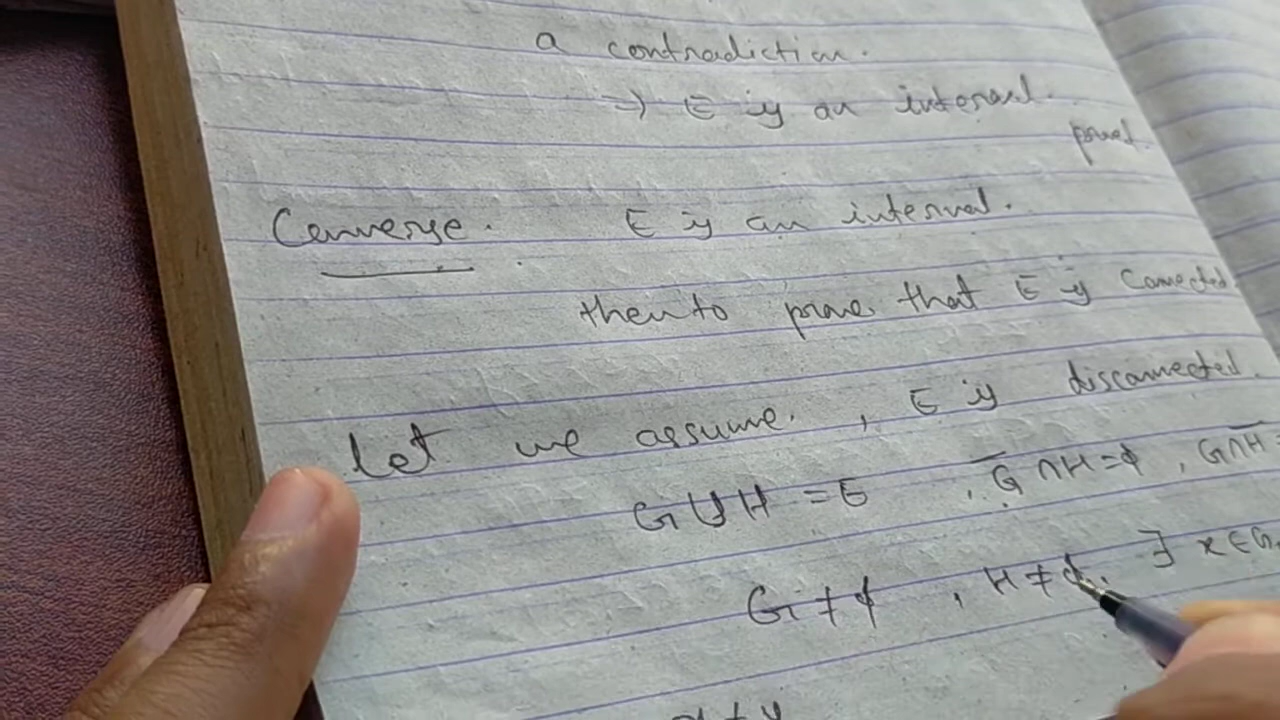 a contradiction.
⇒ E is an interval.
proved.
Converse. E is an interval.
then to prove that E is connected.
Let we assume. , E is disconnected.
G ∪ H = E , G̅ ∩ H = ϕ , G ∩ H̅ =
G ≠ ϕ , H ≠ ϕ. ∃ x ∈ G,
x ≠ y